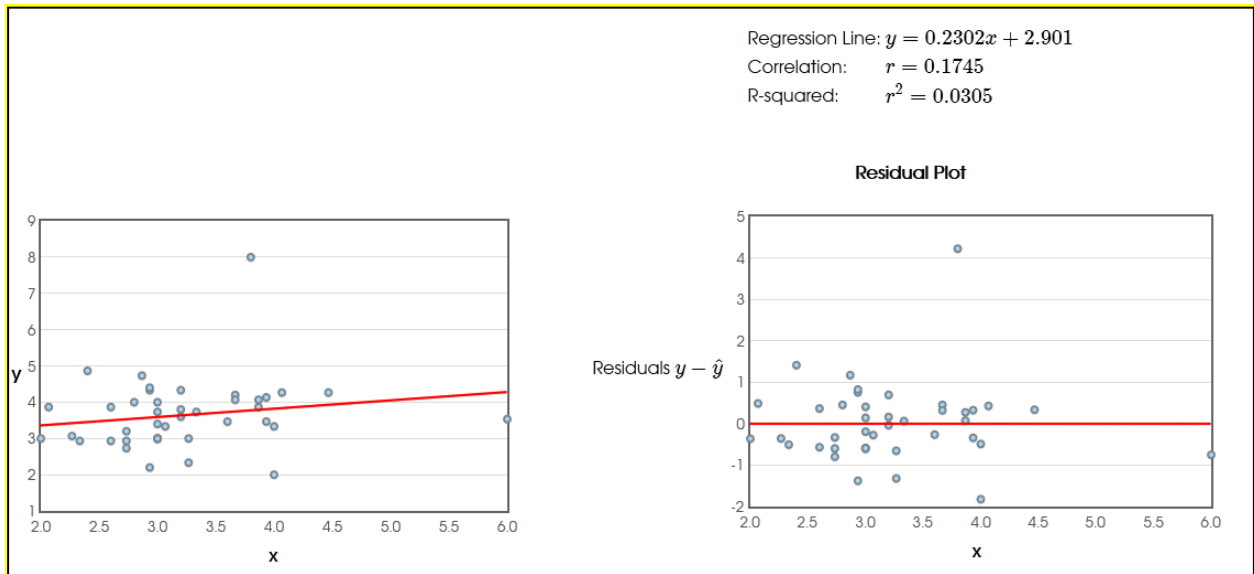 Regression Line: y = 0.2302x + 2.901
Correlation: r = 0.1745
R-squared: r² = 0.0305
Residual Plot
9
8
7
6
5
4
3
2
1
y
2.0 2.5 3.0 3.5 4.0 4.5 5.0 5.5 6.0
x
Residuals y − ŷ
5
4
3
2
1
0
-1
-2
2.0 2.5 3.0 3.5 4.0 4.5 5.0 5.5 6.0
x